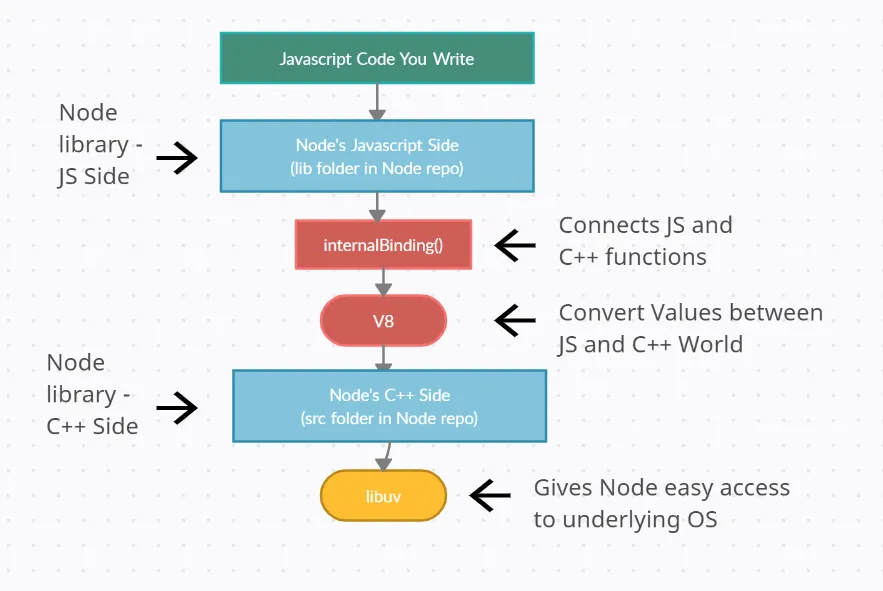 Javascript Code You Write
Node
library -
JS Side
Node's Javascript Side
(lib folder in Node repo)
internalBinding()
Connects JS and
C++ functions
V8
Convert Values between
JS and C++ World
Node
library -
C++ Side
Node's C++ Side
(src folder in Node repo)
libuv
Gives Node easy access
to underlying OS